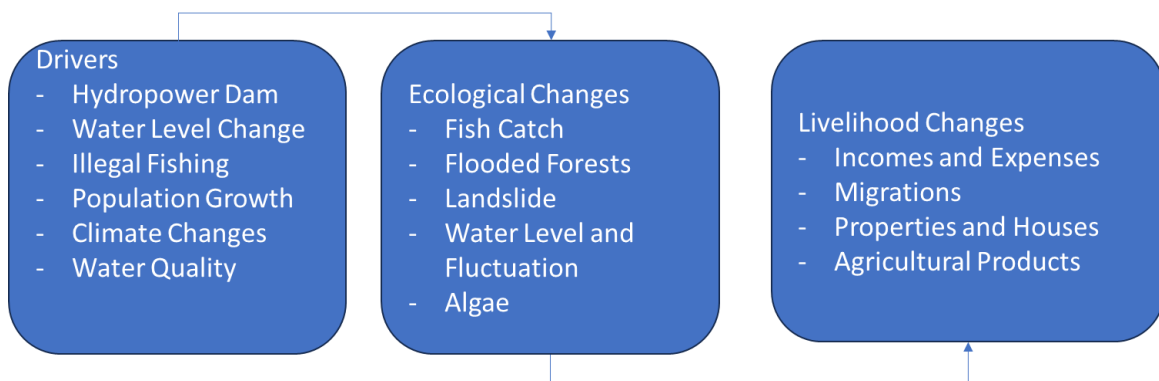 Drivers
- Hydropower Dam
- Water Level Change
- Illegal Fishing
- Population Growth
- Climate Changes
- Water Quality
Ecological Changes
- Fish Catch
- Flooded Forests
- Landslide
- Water Level and
Fluctuation
- Algae
Livelihood Changes
- Incomes and Expenses
- Migrations
- Properties and Houses
- Agricultural Products